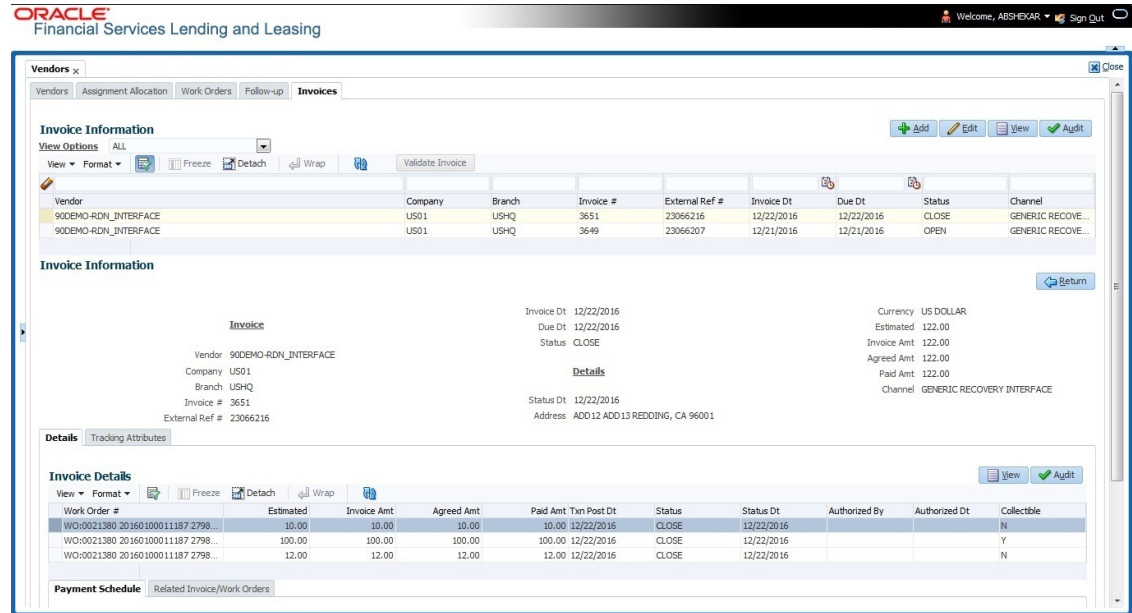 ORACLE
Financial Services Lending and Leasing
Welcome, ABSHEKAR Sign Out
Vendors x
Close
Vendors Assignment Allocation Work Orders Follow-up Invoices
Invoice Information
Add Edit View Audit
View Options ALL
View Format Freeze Detach Wrap Validate Invoice
Vendor Company Branch Invoice # External Ref # Invoice Dt Due Dt Status Channel
90DEMO-RDN_INTERFACE US01 USHQ 3651 23066216 12/22/2016 12/22/2016 CLOSE GENERIC RECOVE...
90DEMO-RDN_INTERFACE US01 USHQ 3649 23066207 12/21/2016 12/21/2016 OPEN GENERIC RECOVE...
Invoice Information
Return
Invoice
Vendor 90DEMO-RDN_INTERFACE
Company US01
Branch USHQ
Invoice # 3651
External Ref # 23066216
Invoice Dt 12/22/2016
Due Dt 12/22/2016
Status CLOSE
Details
Status Dt 12/22/2016
Address ADD12 ADD13 REDDING, CA 96001
Currency US DOLLAR
Estimated 122.00
Invoice Amt 122.00
Agreed Amt 122.00
Paid Amt 122.00
Channel GENERIC RECOVERY INTERFACE
Details Tracking Attributes
Invoice Details
View Audit
View Format Freeze Detach Wrap
Work Order # Estimated Invoice Amt Agreed Amt Paid Amt Txn Post Dt Status Status Dt Authorized By Authorized Dt Collectible
WO:0021380 20160100011187 2798... 10.00 10.00 10.00 10.00 12/22/2016 CLOSE 12/22/2016 N
WO:0021380 20160100011187 2798... 100.00 100.00 100.00 100.00 12/22/2016 CLOSE 12/22/2016 Y
WO:0021380 20160100011187 2798... 12.00 12.00 12.00 12.00 12/22/2016 CLOSE 12/22/2016 N
Payment Schedule Related Invoice/Work Orders